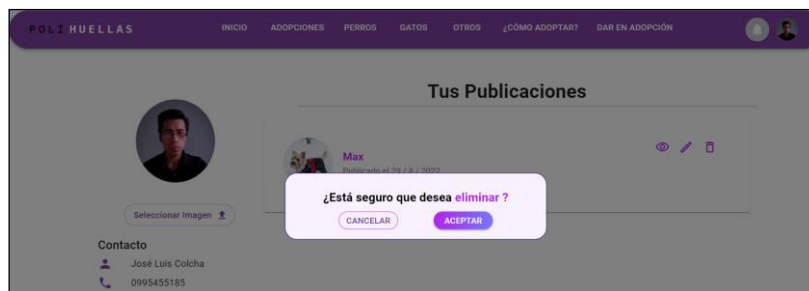 POLI HUELLAS INICIO ADOPCIONES PERROS GATOS OTROS ¿CÓMO ADOPTAR? DAR EN ADOPCIÓN
Tus Publicaciones
Max
Publicado el 29 / 8 / 2022
¿Está seguro que desea eliminar ?
CANCELAR ACEPTAR
Seleccionar Imagen
Contacto
José Luis Colcha
0995455185